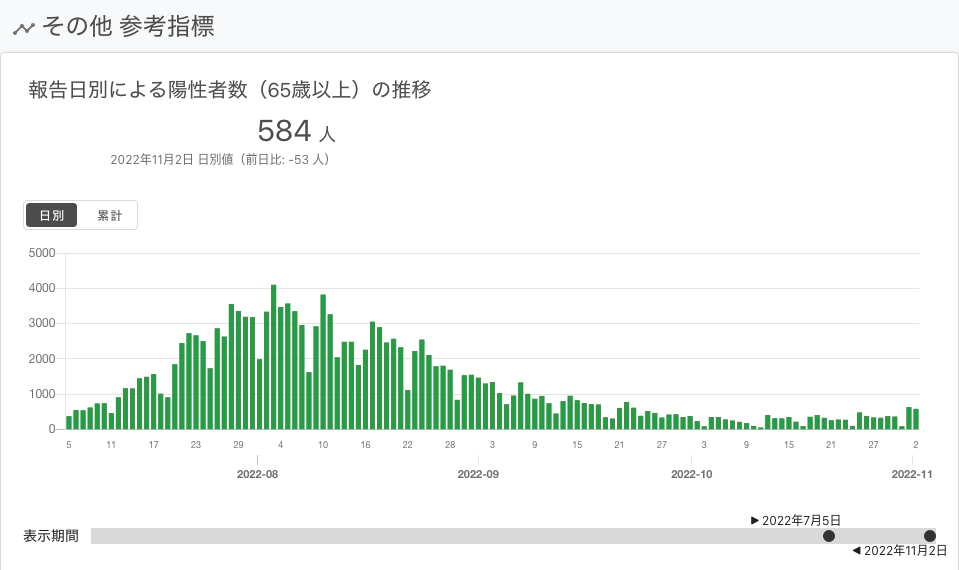 その他 参考指標
報告日別による陽性者数（65歳以上）の推移
584 人
2022年11月2日 日別値（前日比: -53 人）
日別 累計
5000
4000
3000
2000
1000
0
5 11 17 23 29 4 10 16 22 28 3 9 15 21 27 3 9 15 21 27 2
2022-08 2022-09 2022-10 2022-11
2022年7月5日
表示期間
2022年11月2日